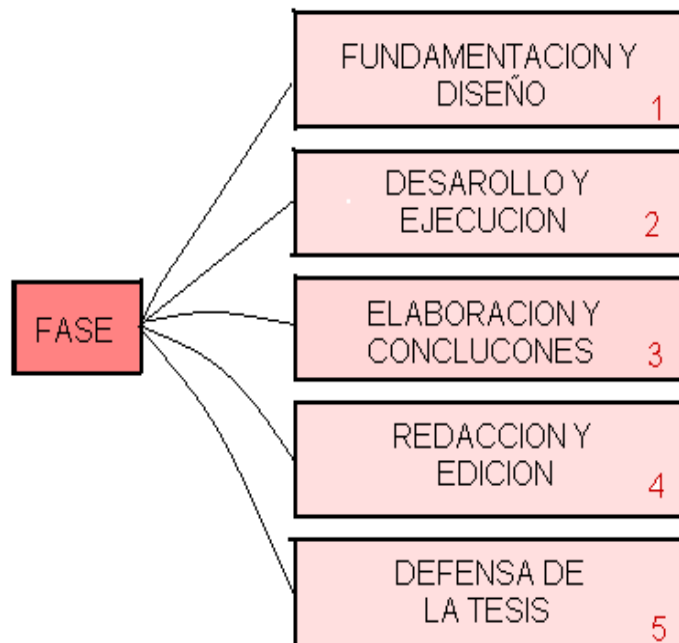 FUNDAMENTACION Y
DISEÑO
1
DESAROLLO Y
EJECUCION
2
FASE
ELABORACION Y
CONCLUCONES
3
REDACCION Y
EDICION
4
DEFENSA DE
LA TESIS
5